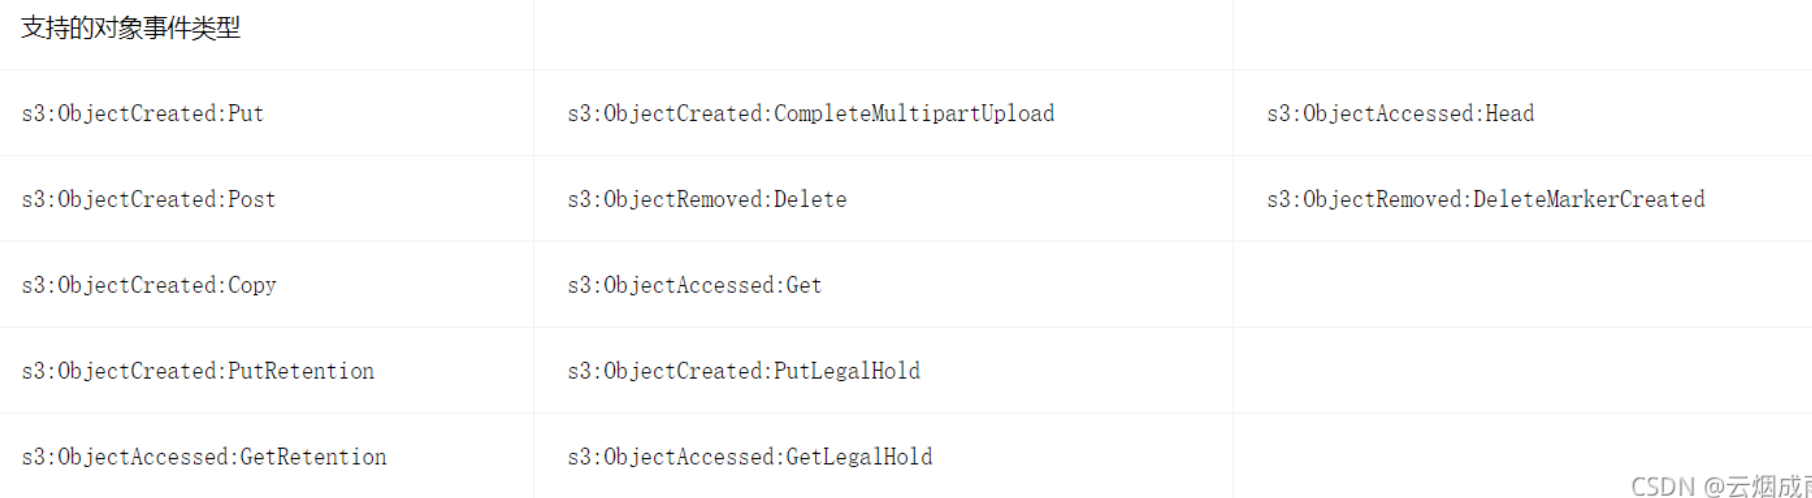 支持的对象事件类型
s3:ObjectCreated:Put s3:ObjectCreated:CompleteMultipartUpload s3:ObjectAccessed:Head
s3:ObjectCreated:Post s3:ObjectRemoved:Delete s3:ObjectRemoved:DeleteMarkerCreated
s3:ObjectCreated:Copy s3:ObjectAccessed:Get
s3:ObjectCreated:PutRetention s3:ObjectCreated:PutLegalHold
s3:ObjectAccessed:GetRetention s3:ObjectAccessed:GetLegalHold
CSDN @云烟成雨